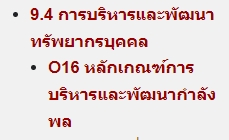 9.4 การบริหารและพัฒนา
ทรัพยากรบุคคล
O16 หลักเกณฑ์การ
บริหารและพัฒนากำลัง
พล